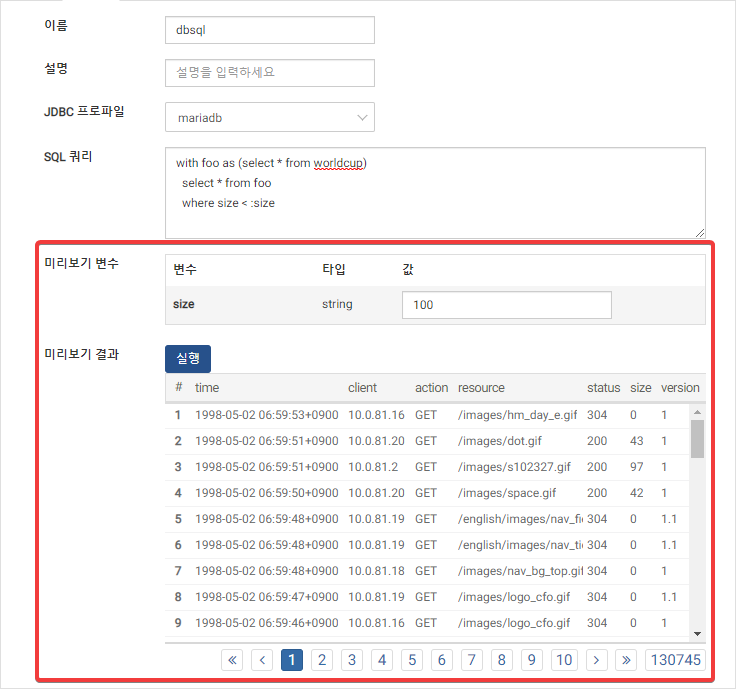 이름 dbsql
설명 설명을 입력하세요
JDBC 프로파일 mariadb
SQL 쿼리 with foo as (select * from worldcup)
select * from foo
where size < :size
미리보기 변수 변수 타입 값
size string 100
미리보기 결과 실행
# time client action resource status size version
1 1998-05-02 06:59:53+0900 10.0.81.16 GET /images/hm_day_e.gif 304 0 1
2 1998-05-02 06:59:51+0900 10.0.81.20 GET /images/dot.gif 200 43 1
3 1998-05-02 06:59:51+0900 10.0.81.2 GET /images/s102327.gif 200 97 1
4 1998-05-02 06:59:50+0900 10.0.81.20 GET /images/space.gif 200 42 1
5 1998-05-02 06:59:48+0900 10.0.81.19 GET /english/images/nav_fie 304 0 1.1
6 1998-05-02 06:59:48+0900 10.0.81.19 GET /english/images/nav_tic 304 0 1.1
7 1998-05-02 06:59:48+0900 10.0.81.18 GET /images/nav_bg_top.gif 304 0 1
8 1998-05-02 06:59:47+0900 10.0.81.19 GET /images/logo_cfo.gif 304 0 1.1
9 1998-05-02 06:59:46+0900 10.0.81.16 GET /images/logo_cfo.gif 304 0 1
« ‹ 1 2 3 4 5 6 7 8 9 10 › » 130745